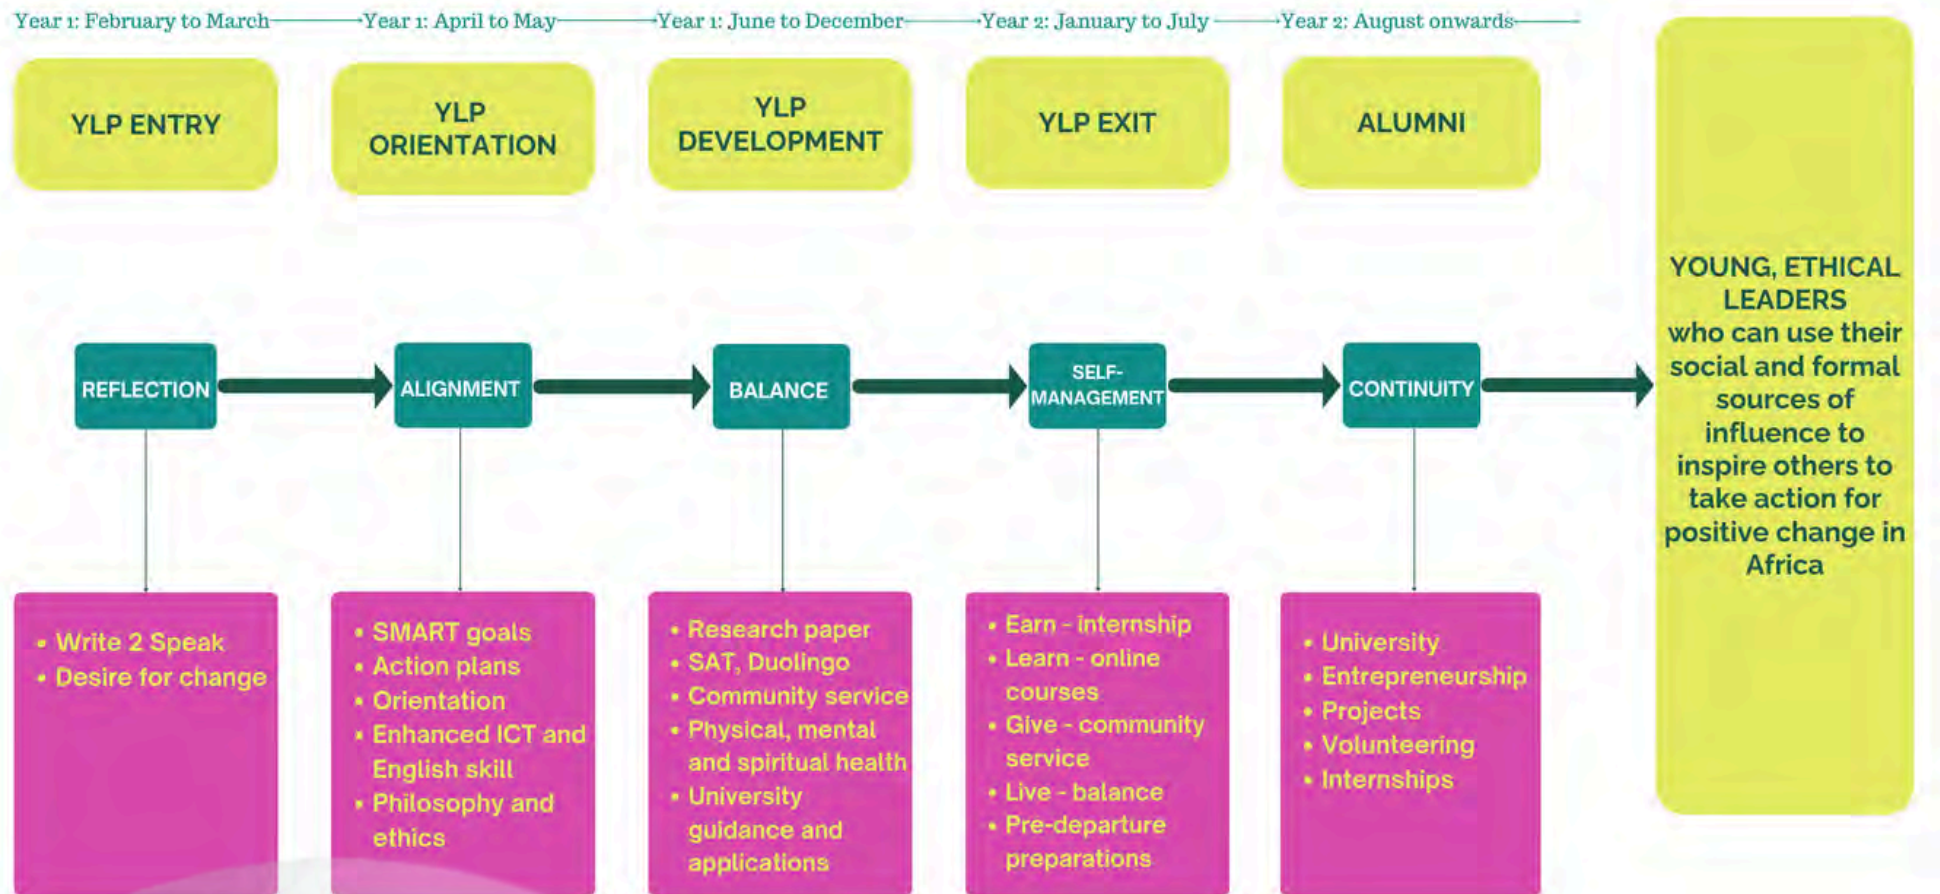 Year 1: February to March
Year 1: April to May
Year 1: June to December
Year 2: January to July
Year 2: August onwards
YLP ENTRY
YLP
ORIENTATION
YLP
DEVELOPMENT
YLP EXIT
ALUMNI
REFLECTION
ALIGNMENT
BALANCE
SELF-
MANAGEMENT
CONTINUITY
YOUNG, ETHICAL
LEADERS
who can use their
social and formal
sources of
influence to
inspire others to
take action for
positive change in
Africa
• Write 2 Speak
• Desire for change
• SMART goals
• Action plans
• Orientation
• Enhanced ICT and
English skill
• Philosophy and
ethics
• Research paper
• SAT, Duolingo
• Community service
• Physical, mental
and spiritual health
• University
guidance and
applications
• Earn - internship
• Learn - online
courses
• Give - community
service
• Live - balance
• Pre-departure
preparations
• University
• Entrepreneurship
• Projects
• Volunteering
• Internships